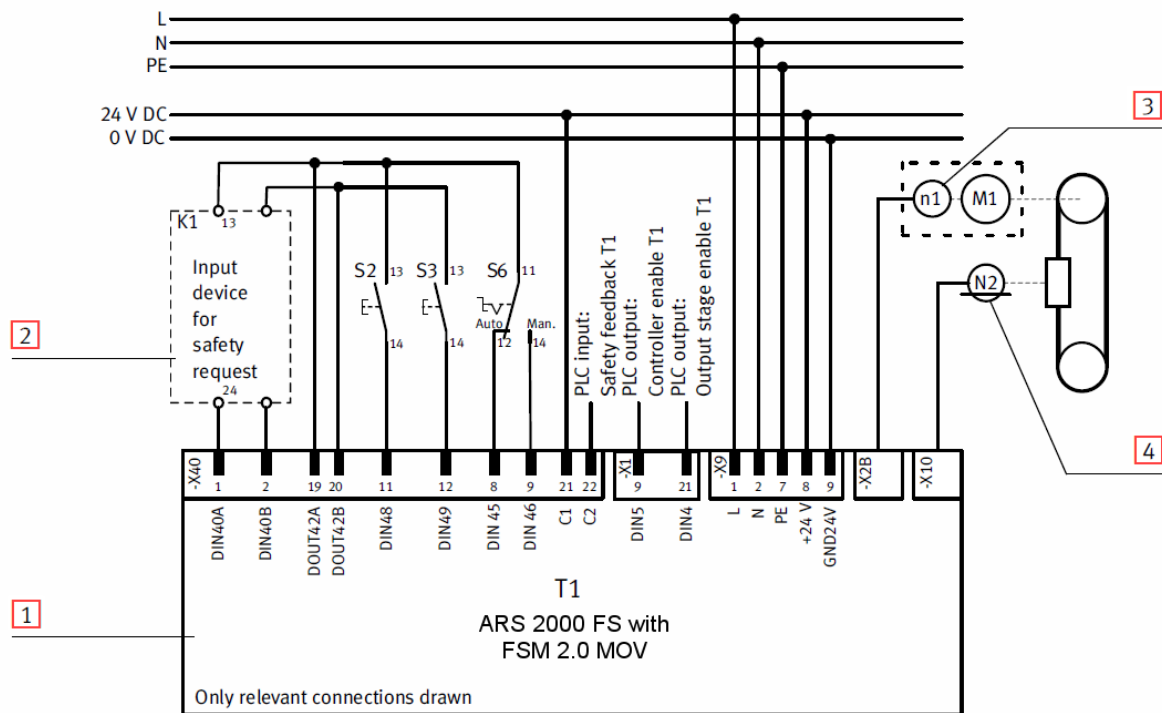 L
N
PE
24 V DC
0 V DC
3
K1
13
n1
M1
Input
device
for
safety
request
24
S2
13
S3
13
S6
11
14
14
Auto
12
Man.
14
N2
2
PLC input:
Safety feedback T1
PLC output:
Controller enable T1
PLC output:
Output stage enable T1
4
-X40
1
2
19
20
11
12
8
9
21
22
-X1
9
21
-X9
1
2
7
8
9
-X2B
-X10
DIN40A
DIN40B
DOUT42A
DOUT42B
DIN48
DIN49
DIN 45
DIN 46
C1
C2
DIN5
DIN4
L
N
PE
+24 V
GND24V
1
T1
ARS 2000 FS with
FSM 2.0 MOV
Only relevant connections drawn